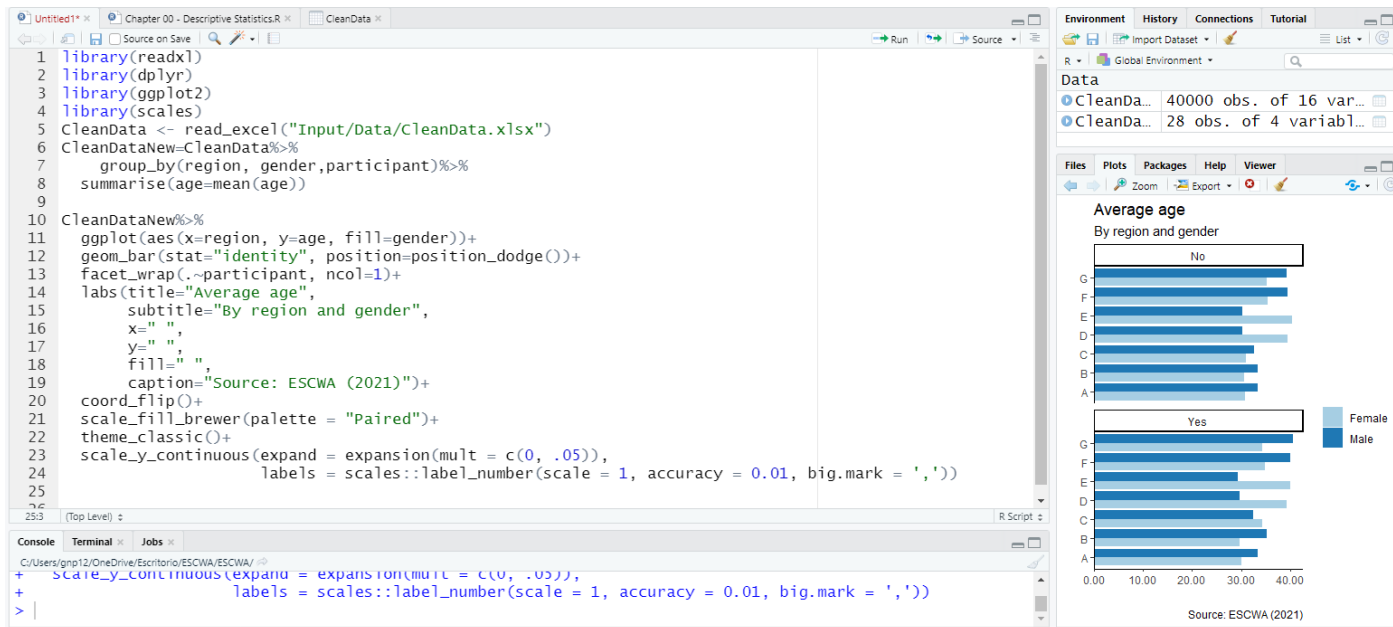 Untitled1* × Chapter 00 - Descriptive Statistics.R × CleanData ×
Source on Save Run Source
1 library(readxl)
2 library(dplyr)
3 library(ggplot2)
4 library(scales)
5 CleanData <- read_excel("Input/Data/CleanData.xlsx")
6 CleanDataNew=CleanData%>%
7 group_by(region, gender,participant)%>%
8 summarise(age=mean(age))
9
10 CleanDataNew%>%
11 ggplot(aes(x=region, y=age, fill=gender))+
12 geom_bar(stat="identity", position=position_dodge())+
13 facet_wrap(.~participant, ncol=1)+
14 labs(title="Average age",
15 subtitle="By region and gender",
16 x=" ",
17 y=" ",
18 fill=" ",
19 caption="Source: ESCWA (2021)")+
20 coord_flip()+
21 scale_fill_brewer(palette = "Paired")+
22 theme_classic()+
23 scale_y_continuous(expand = expansion(mult = c(0, .05)),
24 labels = scales::label_number(scale = 1, accuracy = 0.01, big.mark = ','))
25
26
25:3 (Top Level) R Script
Console Terminal × Jobs ×
C:/Users/gnp12/OneDrive/Escritorio/ESCWA/ESCWA/
+ scale_y_continuous(expand = expansion(mult = c(0, .05)),
+ labels = scales::label_number(scale = 1, accuracy = 0.01, big.mark = ','))
>
Environment History Connections Tutorial
Import Dataset List
R Global Environment
Data
CleanDa… 40000 obs. of 16 var…
CleanDa… 28 obs. of 4 variabl…
Files Plots Packages Help Viewer
Zoom Export
Average age
By region and gender
No
G
F
E
D
C
B
A
Yes
G
F
E
D
C
B
A
0.00 10.00 20.00 30.00 40.00
Female
Male
Source: ESCWA (2021)